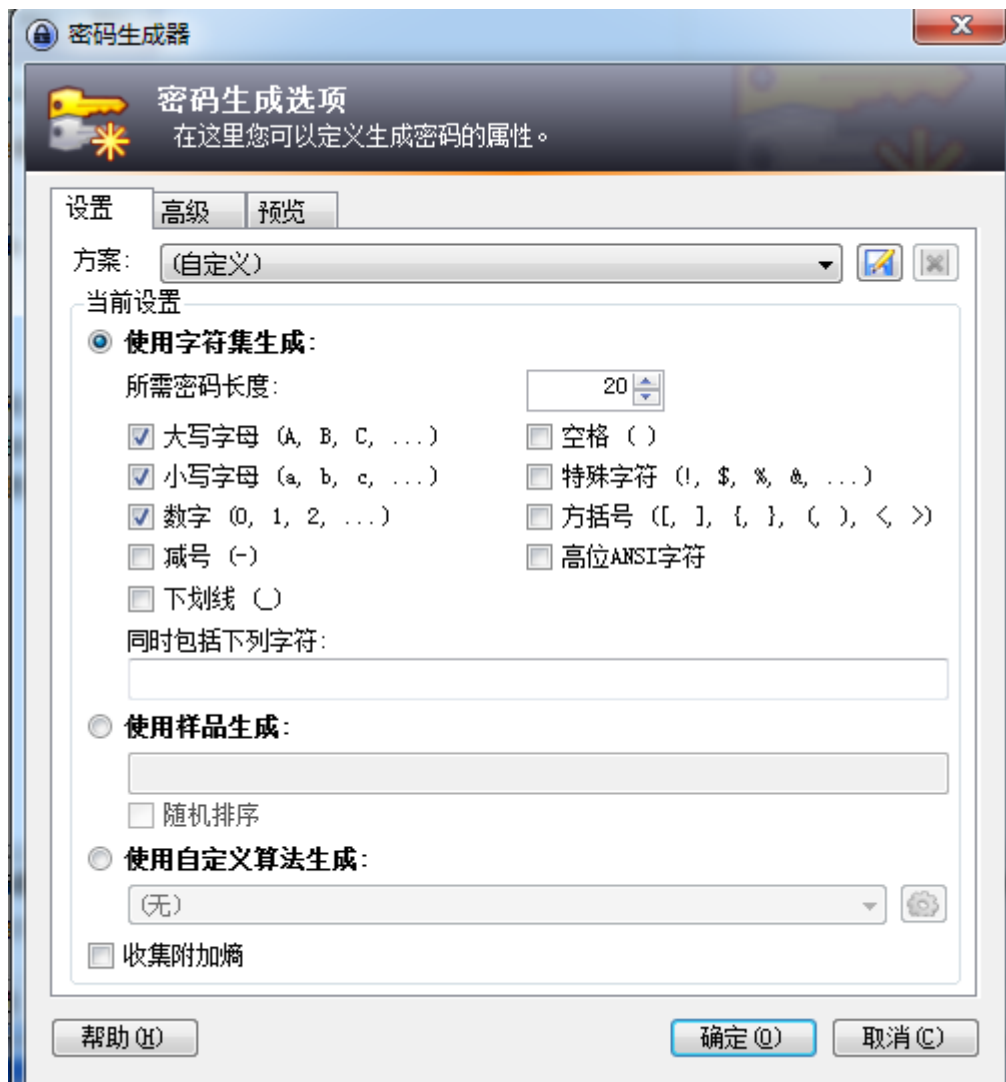 密码生成器
密码生成选项
在这里您可以定义生成密码的属性。
设置 高级 预览
方案: (自定义)
当前设置
使用字符集生成:
所需密码长度: 20
大写字母 (A, B, C, ...) 空格 ( )
小写字母 (a, b, c, ...) 特殊字符 (!, $, %, &, ...)
数字 (0, 1, 2, ...) 方括号 ([, ], {, }, (, ), <, >)
减号 (-) 高位ANSI字符
下划线 (_)
同时包括下列字符:
使用样品生成:
随机排序
使用自定义算法生成:
(无)
收集附加熵
帮助(H) 确定(O) 取消(C)